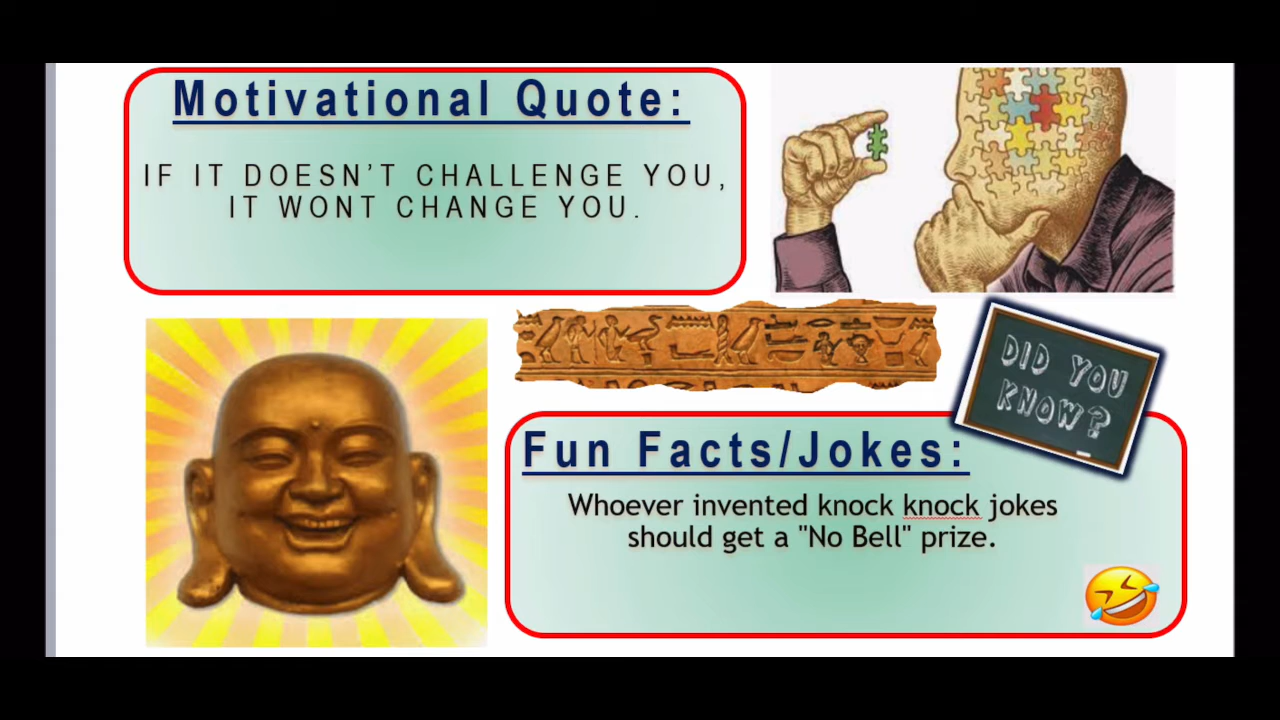 Motivational Quote:
IF IT DOESN’T CHALLENGE YOU,
IT WONT CHANGE YOU.
DID YOU
KNOW?
Fun Facts/Jokes:
Whoever invented knock knock jokes
should get a "No Bell" prize.